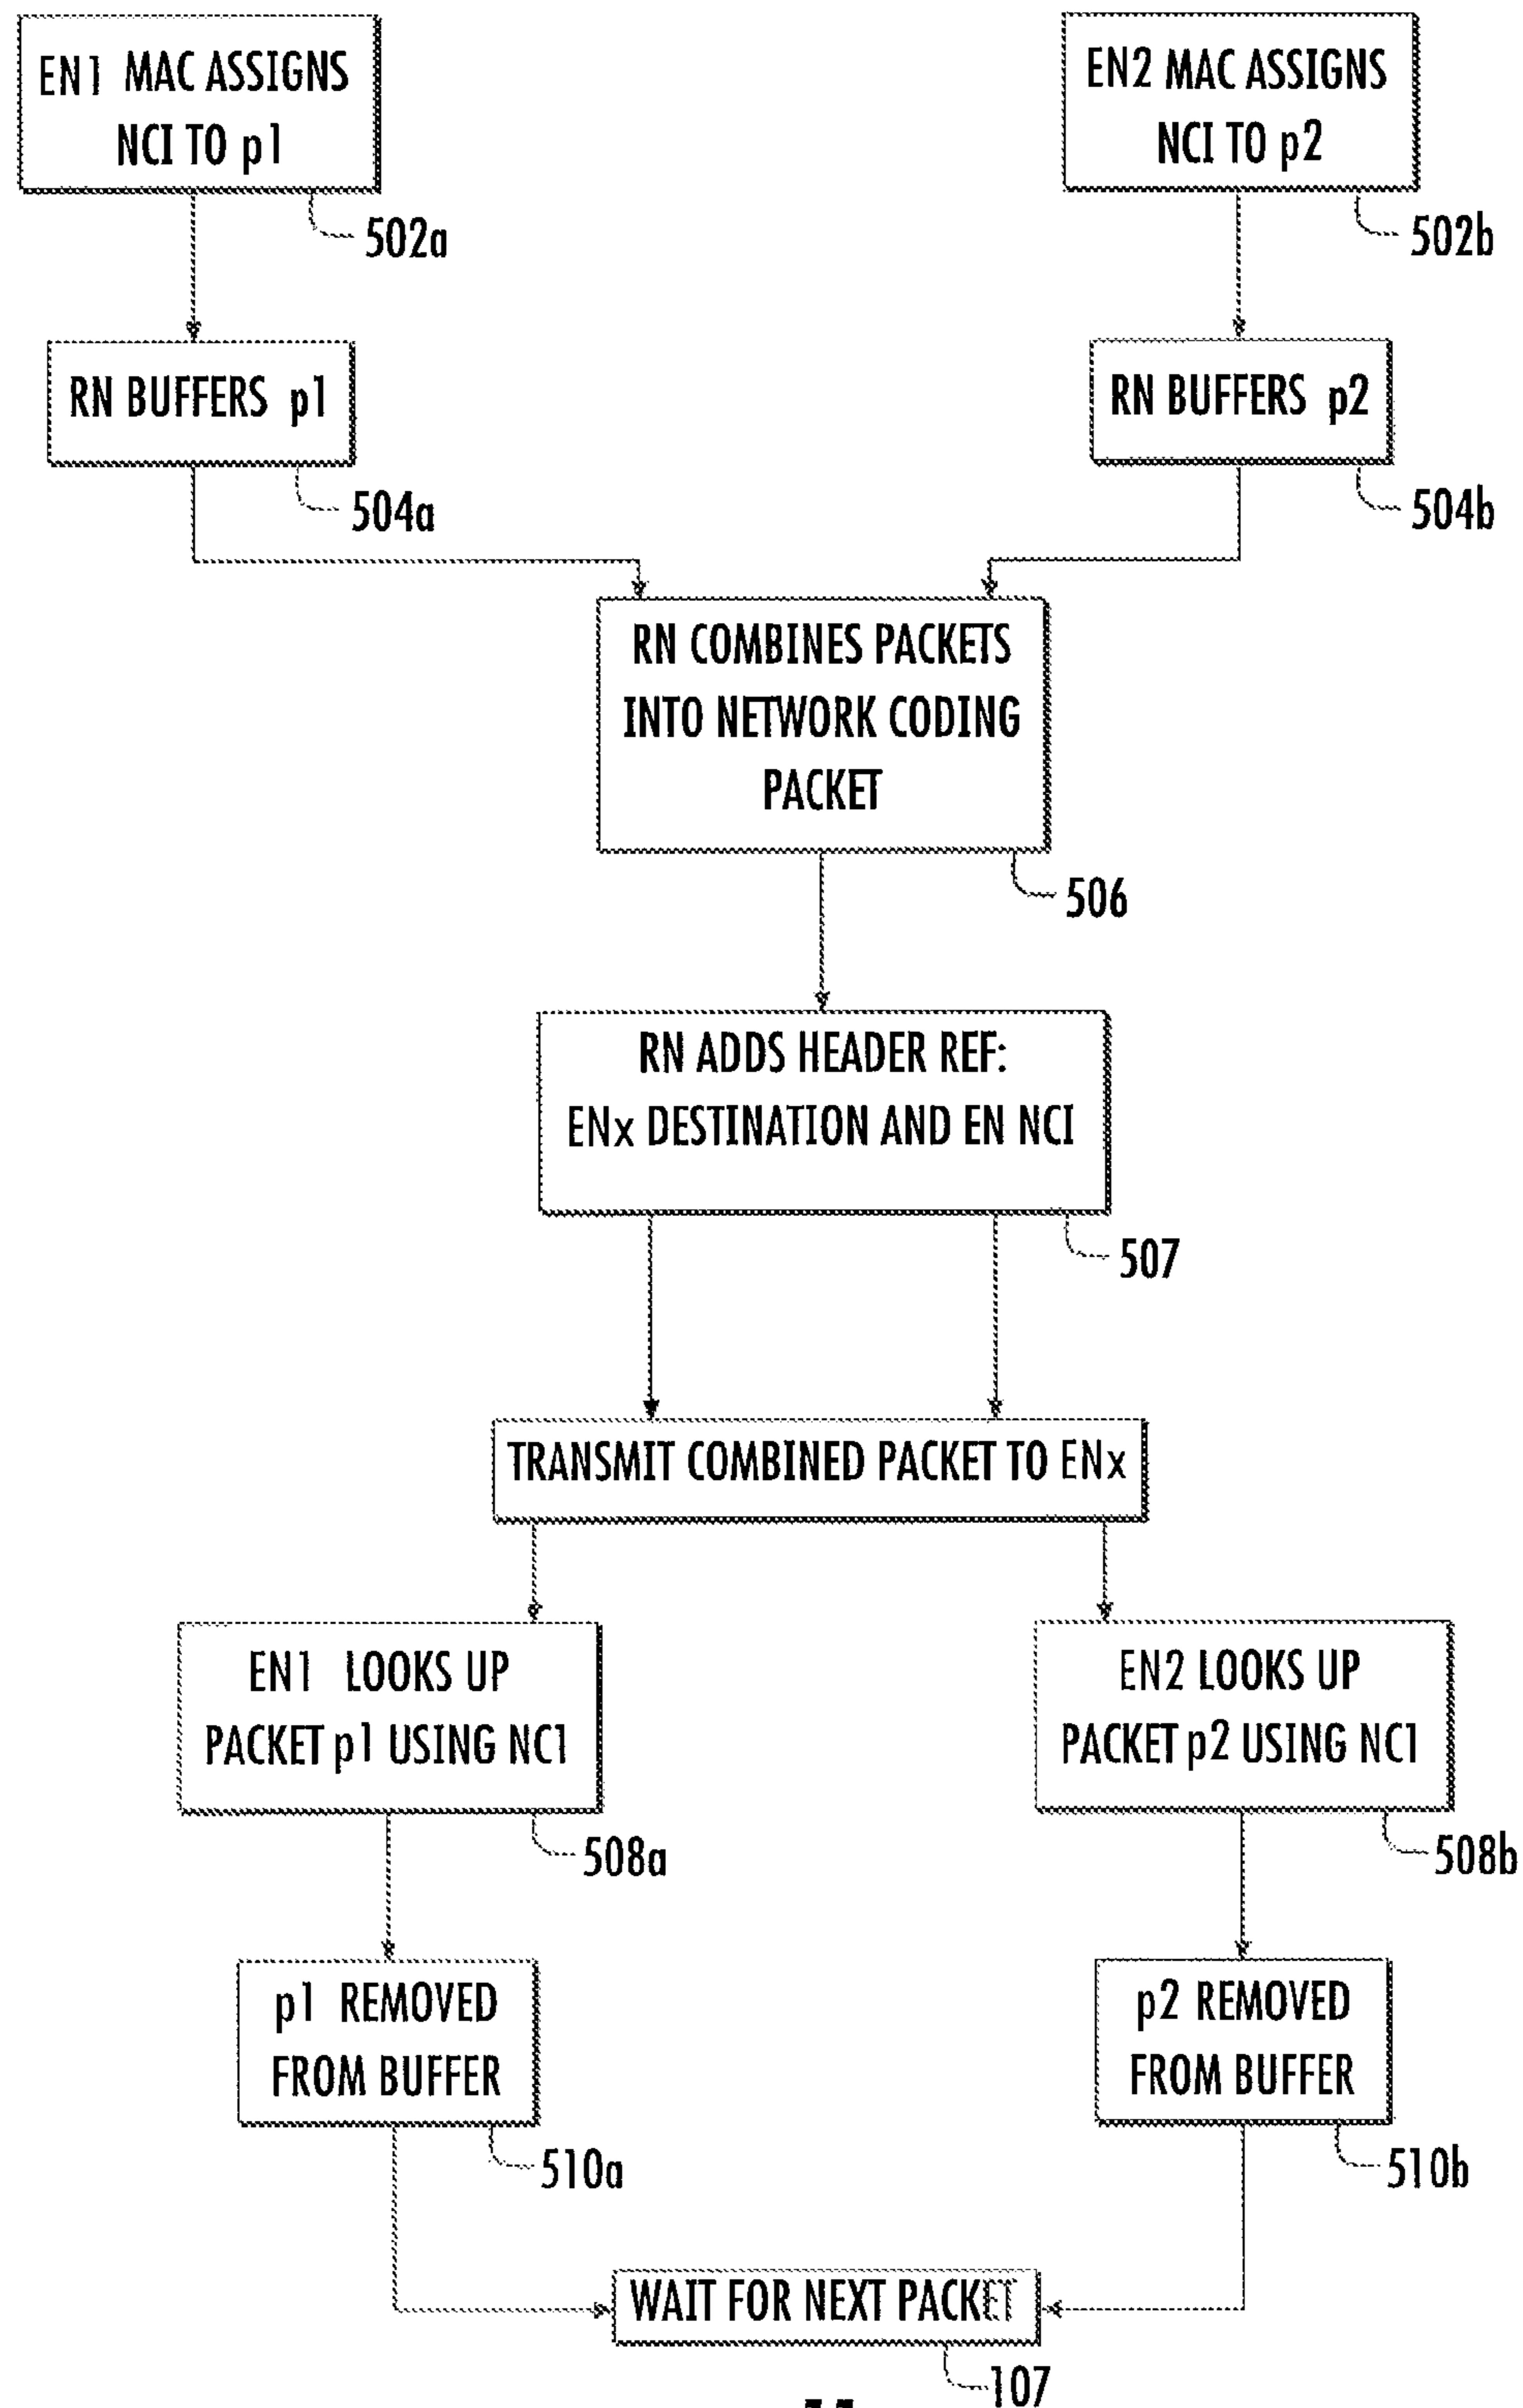 EN1 MAC ASSIGNS
NCI TO p1
502a
EN2 MAC ASSIGNS
NCI TO p2
502b
RN BUFFERS p1
504a
RN BUFFERS p2
504b
RN COMBINES PACKETS
INTO NETWORK CODING
PACKET
506
RN ADDS HEADER REF:
ENx DESTINATION AND EN NCI
507
TRANSMIT COMBINED PACKET TO ENx
EN1 LOOKS UP
PACKET p1 USING NC1
508a
EN2 LOOKS UP
PACKET p2 USING NC1
508b
p1 REMOVED
FROM BUFFER
510a
p2 REMOVED
FROM BUFFER
510b
WAIT FOR NEXT PACKET
107